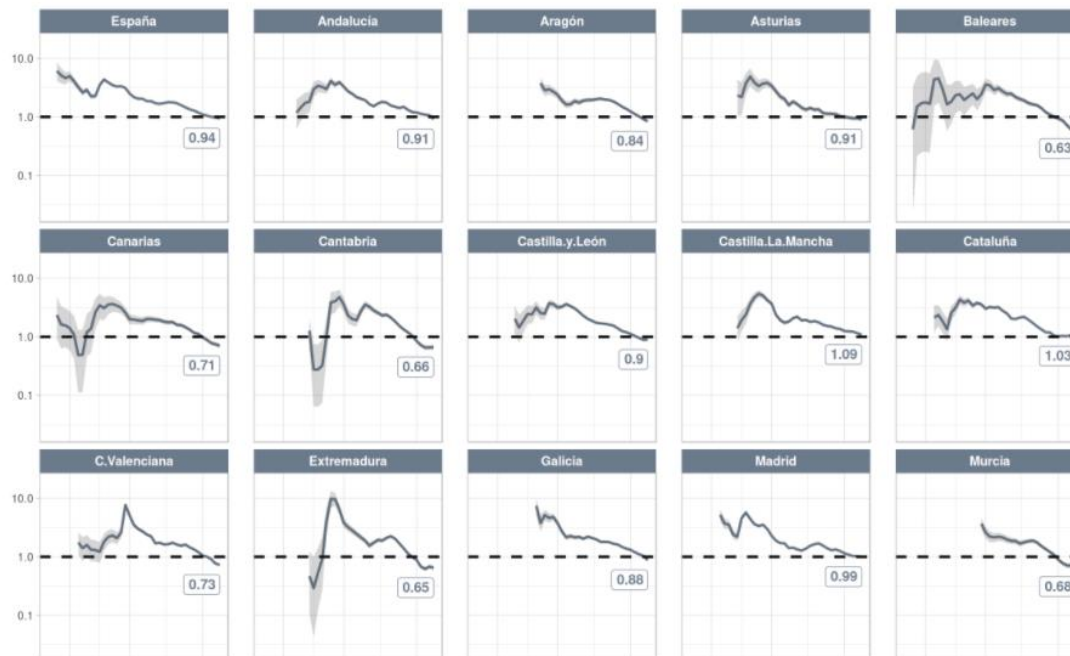 España Andalucía Aragón Asturias Baleares
10.0
1.0
0.94 0.91 0.84 0.91 0.63
0.1
Canarias Cantabria Castilla.y.León Castilla.La.Mancha Cataluña
10.0
1.0
0.71 0.66 0.9 1.09 1.03
0.1
C.Valenciana Extremadura Galicia Madrid Murcia
10.0
1.0
0.73 0.65 0.88 0.99 0.68
0.1